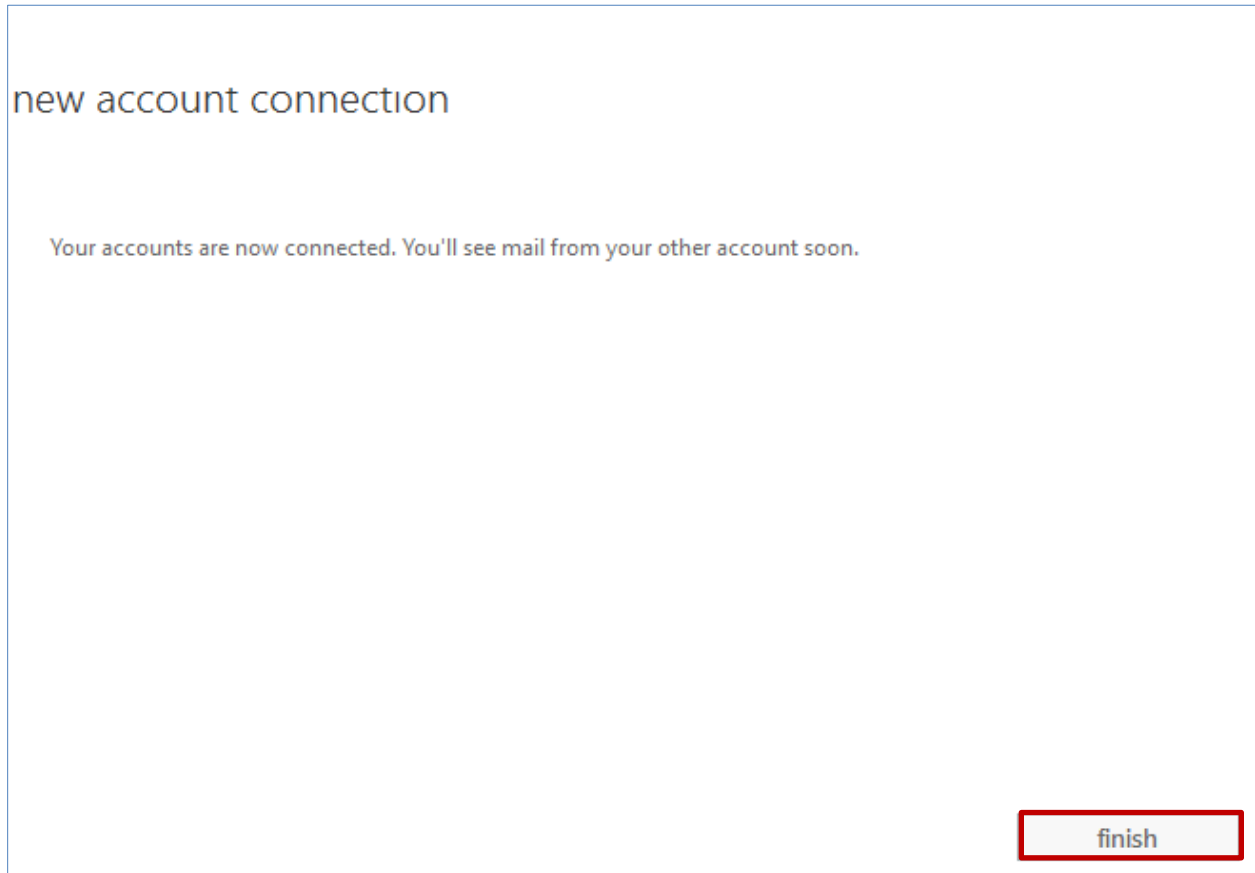 new account connection
Your accounts are now connected. You'll see mail from your other account soon.
finish